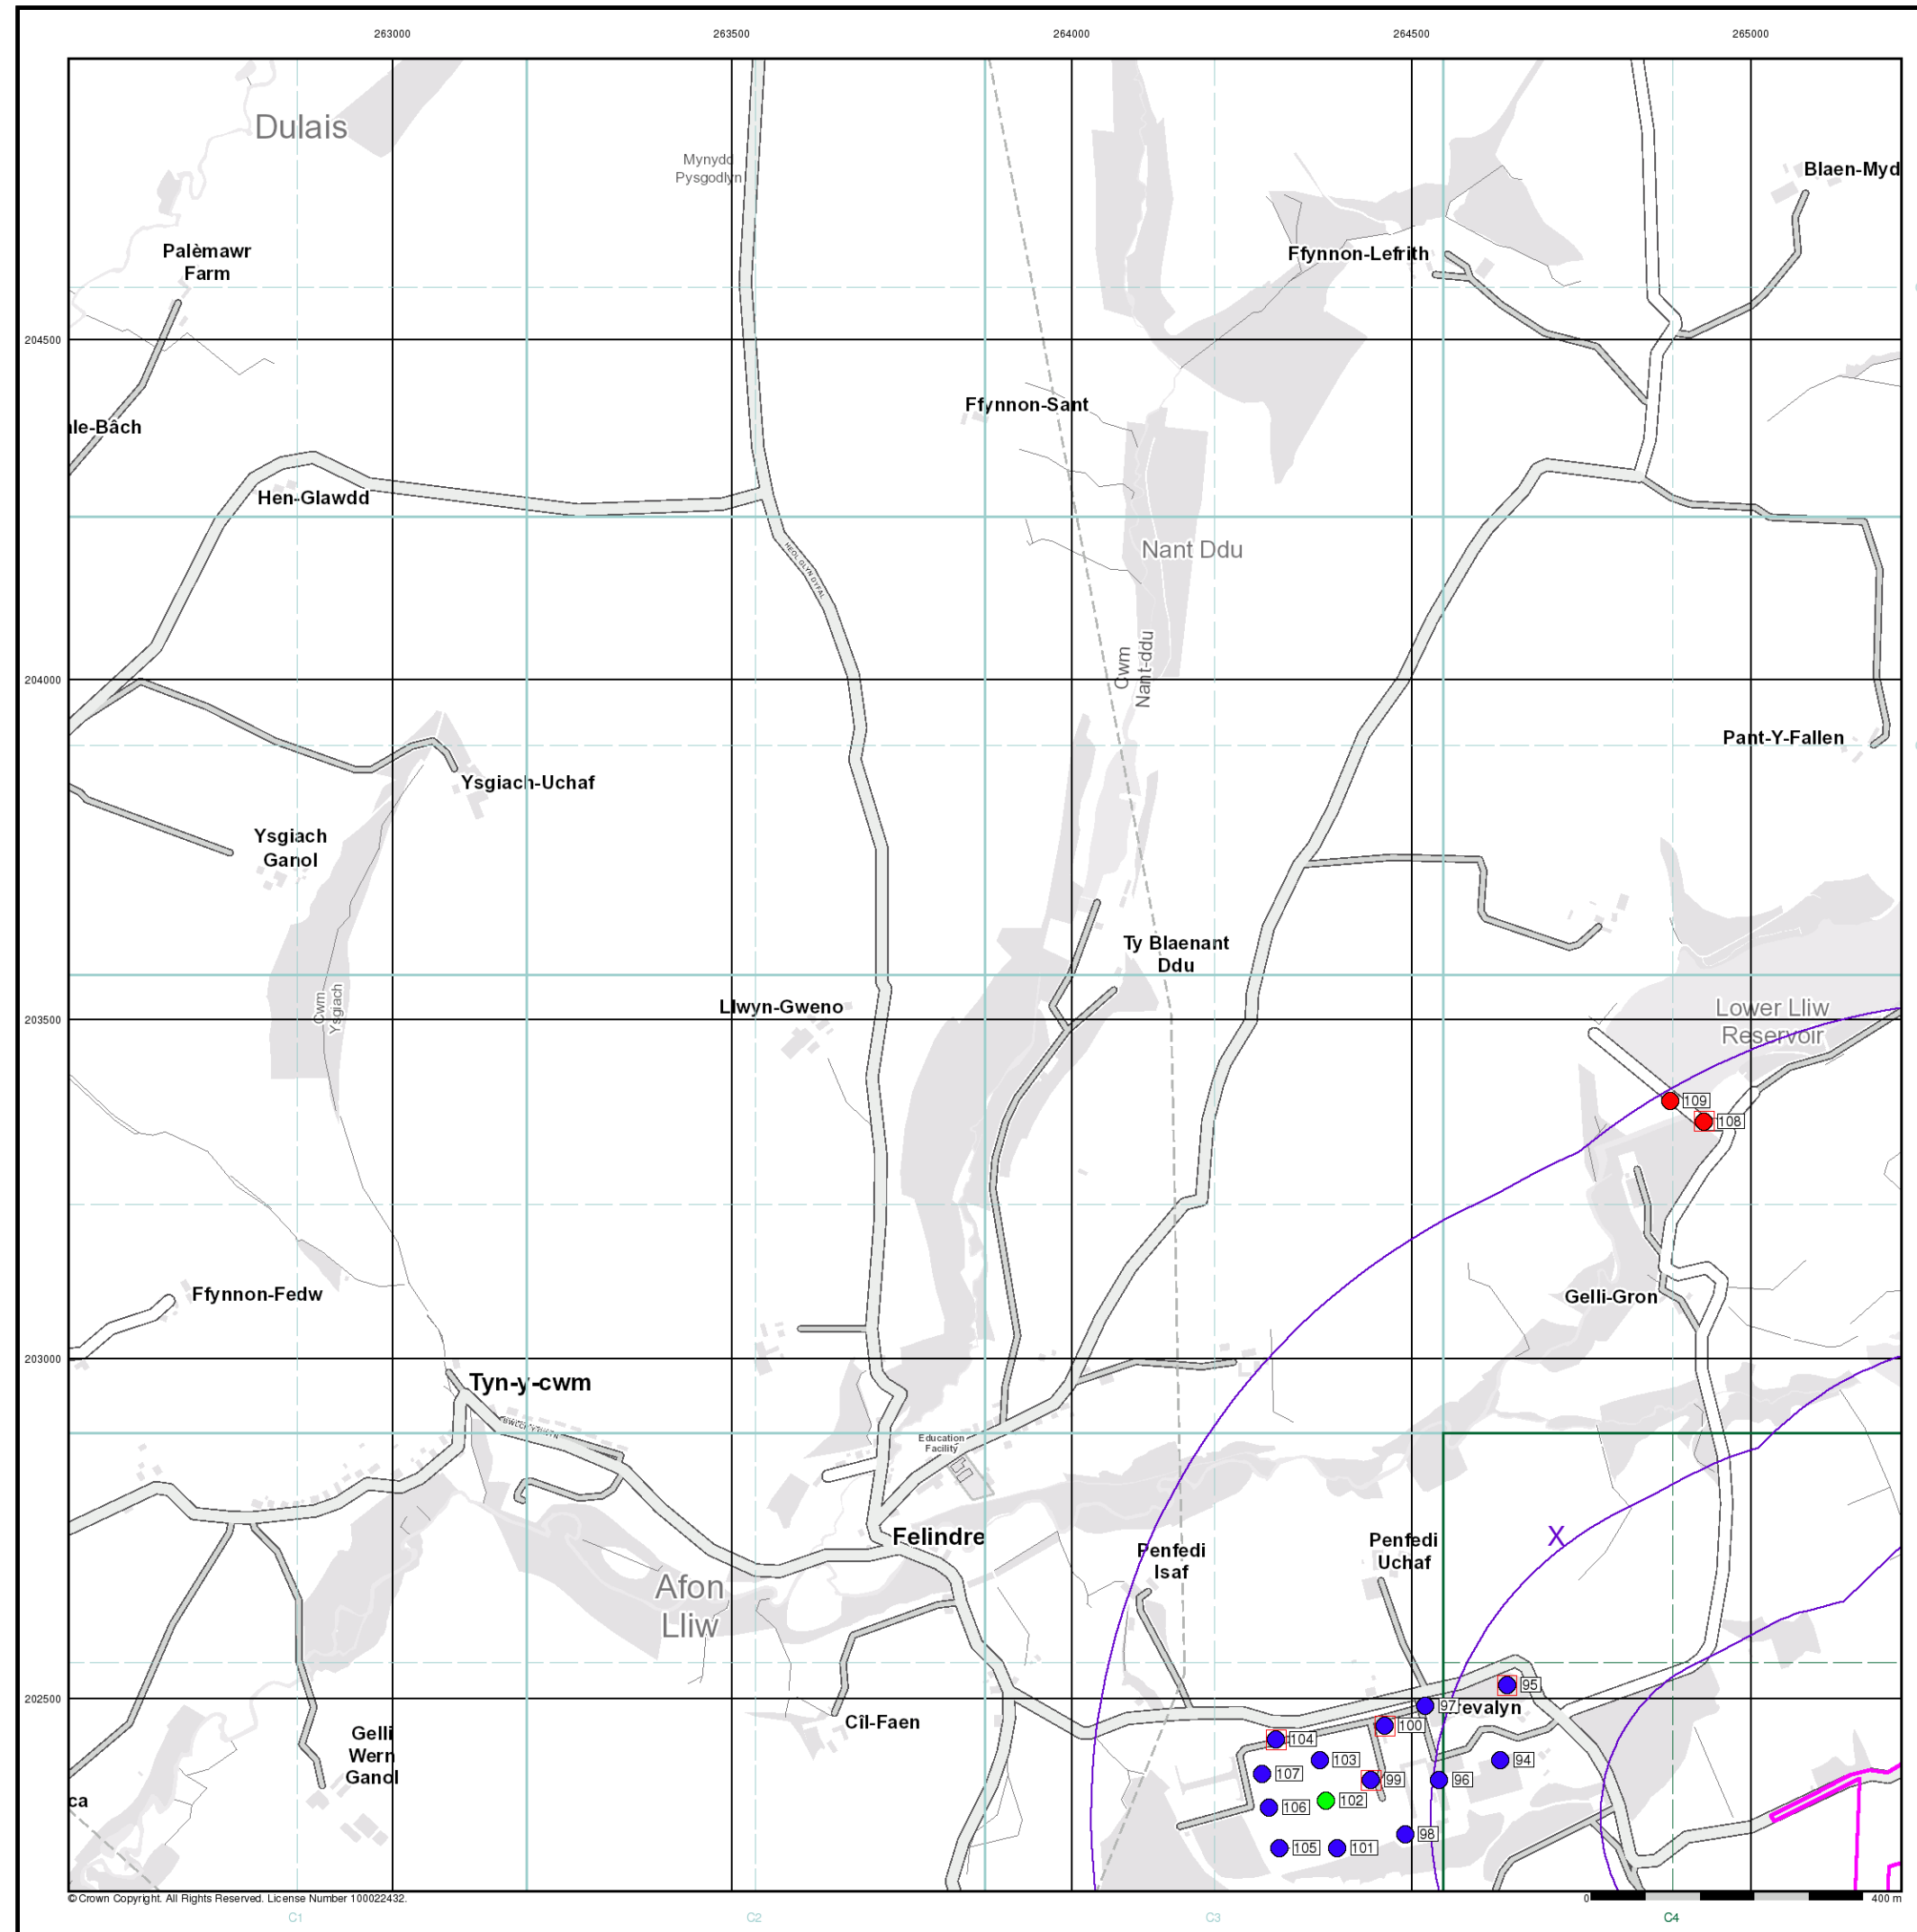 263000
263500
264000
264500
265000
Dulais
Mynydd
Pysgodlyn
Blaen-Myd
Palèmawr
Farm
Ffynnon-Lefrith
204500
Ffynnon-Sant
le-Bâch
Hen-Glawdd
HEOL GLYN DYFAL
Nant Ddu
Cwm
Nant-ddu
204000
Pant-Y-Fallen
Ysgiach-Uchaf
Ysgiach
Ganol
Ty Blaenant
Ddu
Cwm
Ysgiach
Llwyn-Gweno
203500
Lower Lliw
Reservoir
109
108
Ffynnon-Fedw
Gelli-Gron
203000
Tyn-y-cwm
Education
Facility
Felindre
X
Penfedi
Isaf
Penfedi
Uchaf
Afon
Lliw
202500
95
97
revalyn
Cîl-Faen
100
Gelli
Wern
Ganol
104
103
94
107
99
96
102
ca
106
98
105
101
© Crown Copyright. All Rights Reserved. License Number 100022432.
0
400 m
C1
C2
C3
C4